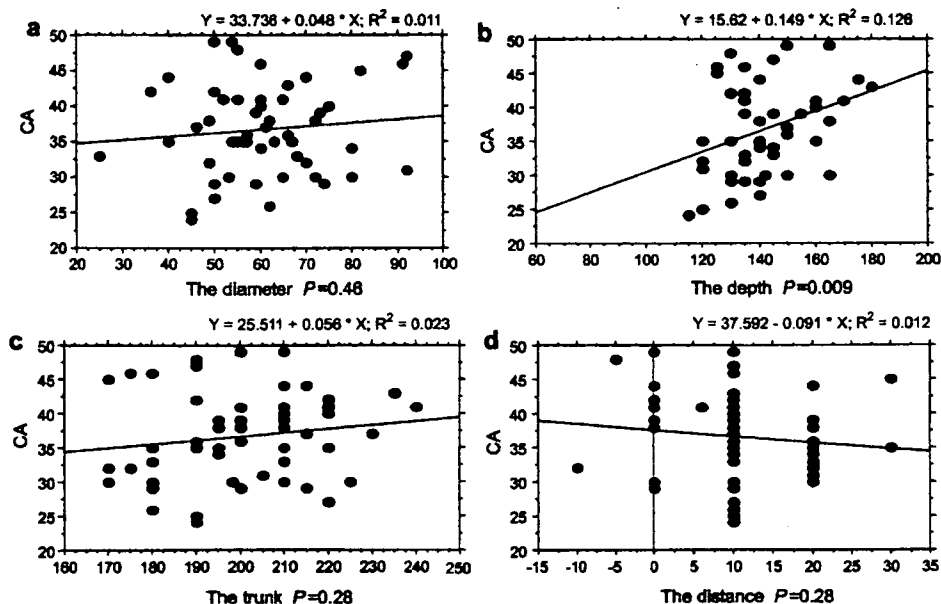 Y = 33.736 + 0.048 * X; R² = 0.011
a
50
45
40
35
30
25
20
CA
20 30 40 50 60 70 80 90 100
The diameter P=0.46
Y = 15.62 + 0.149 * X; R² = 0.126
b
50
45
40
35
30
25
20
CA
60 80 100 120 140 160 180 200
The depth P=0.009
Y = 25.511 + 0.056 * X; R² = 0.023
c
50
45
40
35
30
25
20
CA
160 170 180 190 200 210 220 230 240 250
The trunk P=0.28
Y = 37.592 - 0.091 * X; R² = 0.012
d
50
45
40
35
30
25
20
CA
-15 -10 -5 0 5 10 15 20 25 30 35
The distance P=0.28